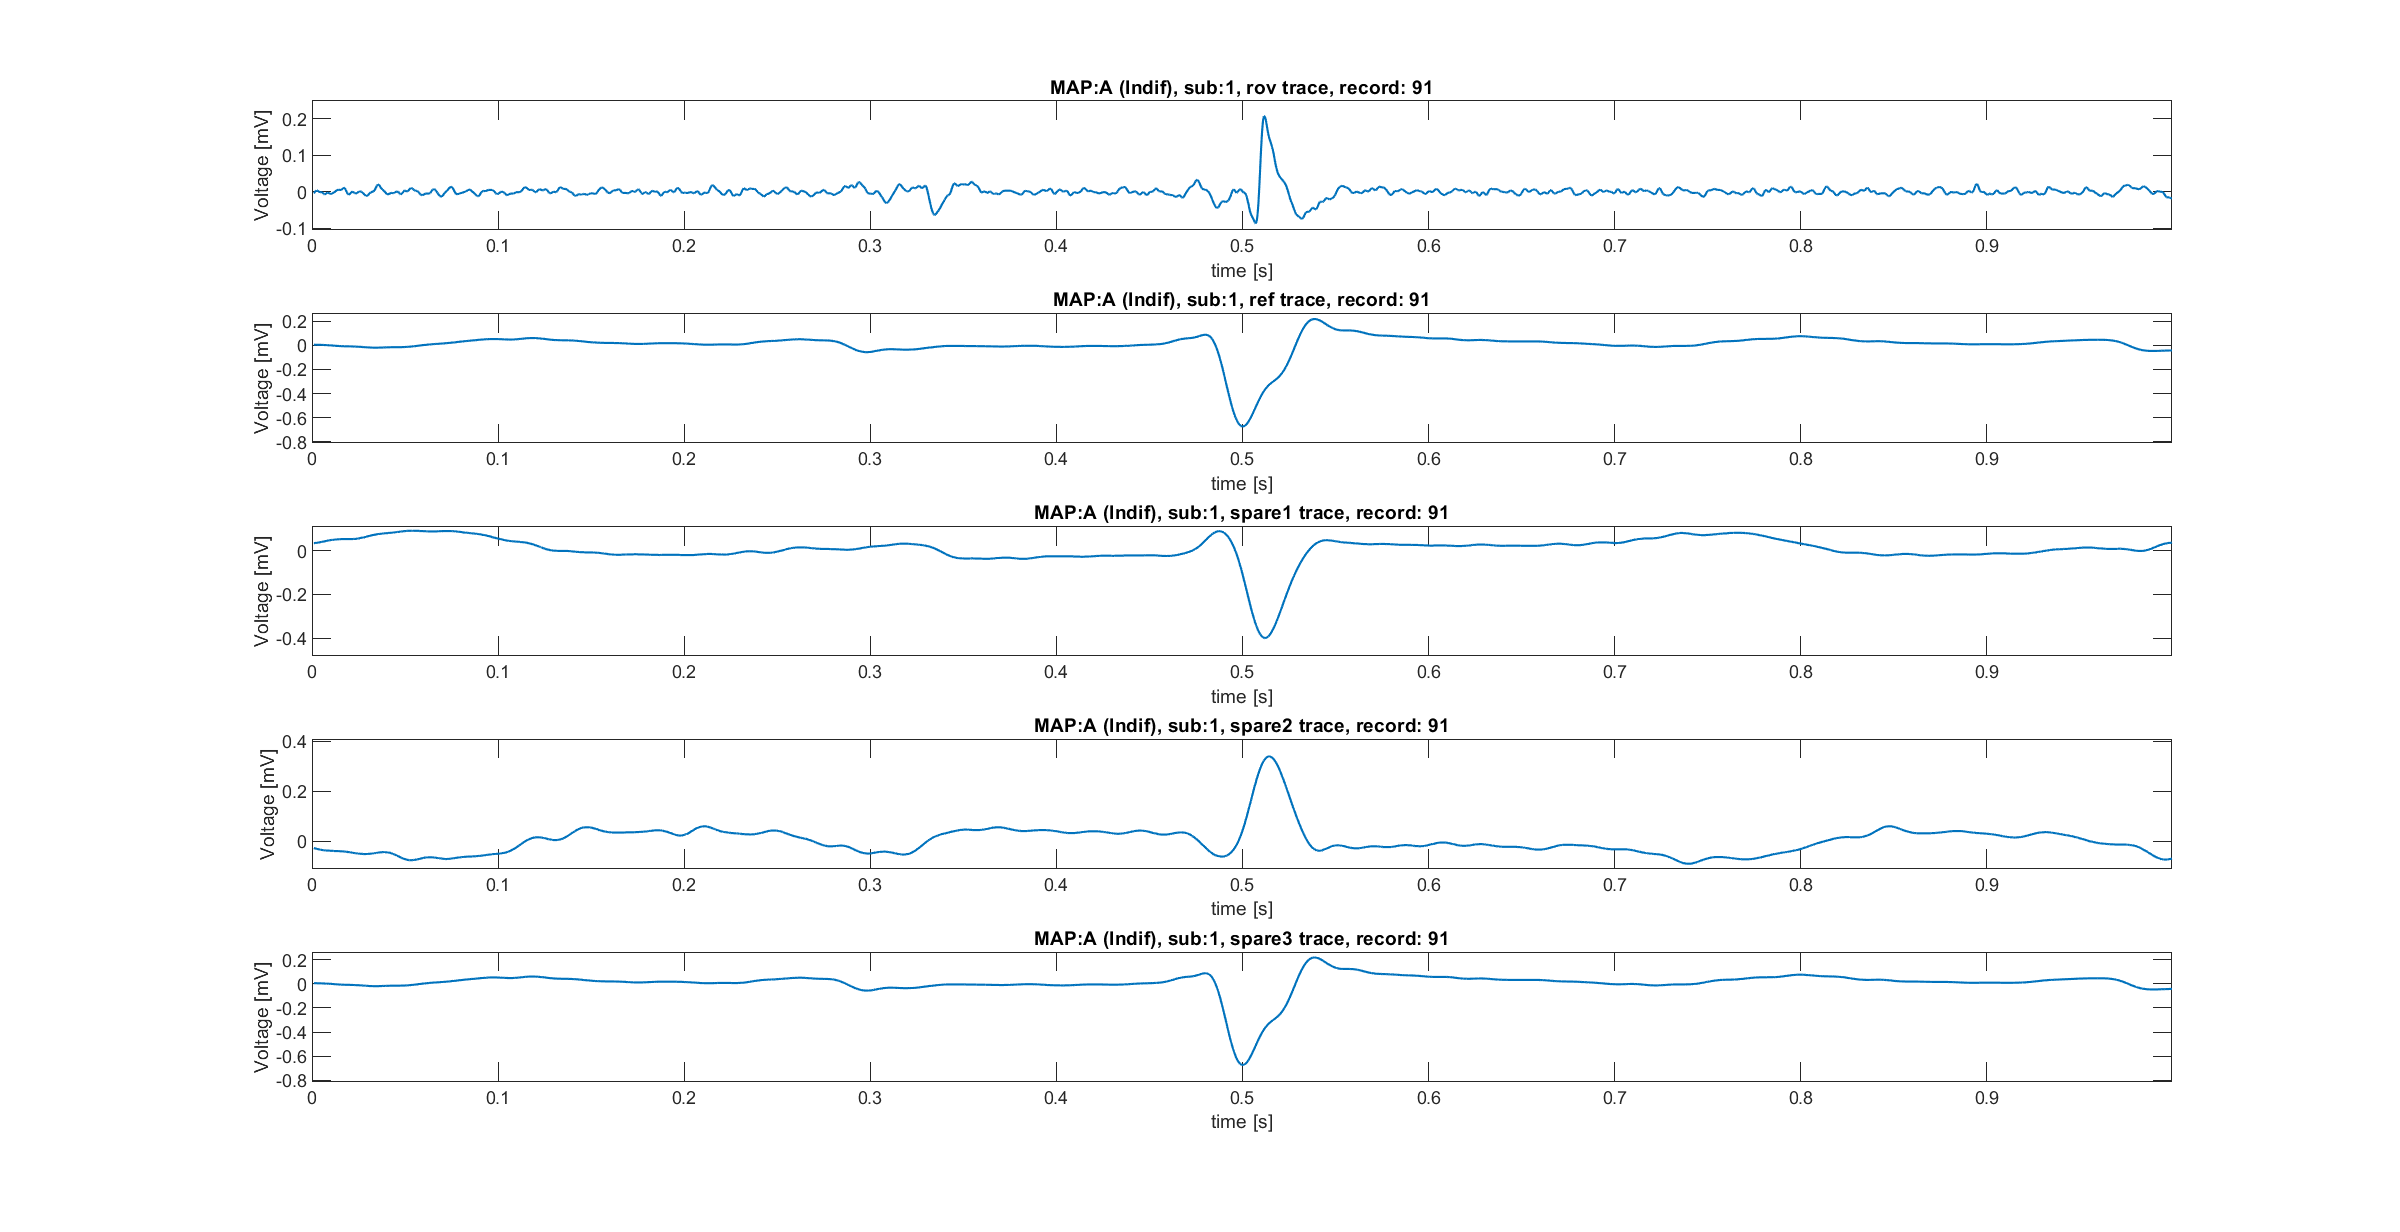 MAP:A (Indif), sub:1, rov trace, record: 91
Voltage [mV]
0.2
0.1
0
-0.1
0 0.1 0.2 0.3 0.4 0.5 0.6 0.7 0.8 0.9
time [s]
MAP:A (Indif), sub:1, ref trace, record: 91
Voltage [mV]
0.2
0
-0.2
-0.4
-0.6
-0.8
0 0.1 0.2 0.3 0.4 0.5 0.6 0.7 0.8 0.9
time [s]
MAP:A (Indif), sub:1, spare1 trace, record: 91
Voltage [mV]
0
-0.2
-0.4
0 0.1 0.2 0.3 0.4 0.5 0.6 0.7 0.8 0.9
time [s]
MAP:A (Indif), sub:1, spare2 trace, record: 91
Voltage [mV]
0.4
0.2
0
0 0.1 0.2 0.3 0.4 0.5 0.6 0.7 0.8 0.9
time [s]
MAP:A (Indif), sub:1, spare3 trace, record: 91
Voltage [mV]
0.2
0
-0.2
-0.4
-0.6
-0.8
0 0.1 0.2 0.3 0.4 0.5 0.6 0.7 0.8 0.9
time [s]